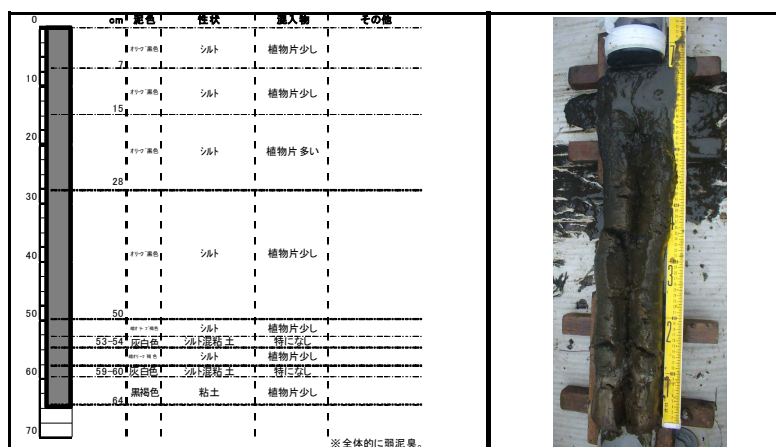 0 cm 泥色 性状 混入物 その他
オリーブ黒色 シルト 植物片少し
7
10
オリーブ黒色 シルト 植物片少し
15
20
オリーブ黒色 シルト 植物片多い
28
30
オリーブ黒色 シルト 植物片少し
40
50 50
シルト 植物片少し
53-54 灰白色 シルト混粘土 特になし
シルト 植物片少し
59-60 灰白色 シルト混粘土 特になし
60
黒褐色 粘土 植物片少し
64
70
※全体的に弱泥臭。